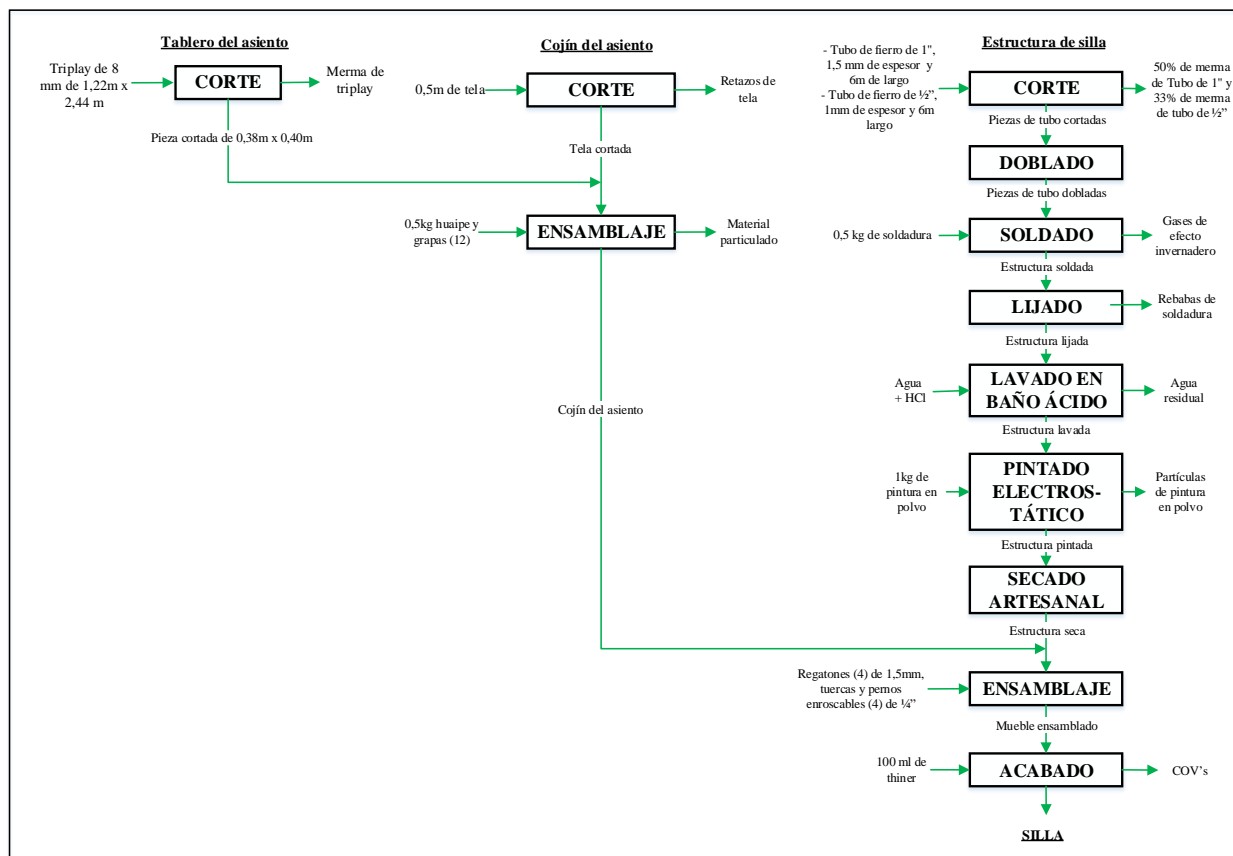 Tablero del asiento
Triplay de 8
mm de 1,22m x
2,44 m
CORTE
Merma de
triplay
Pieza cortada de 0,38m x 0,40m
Cojín del asiento
0,5m de tela
CORTE
Retazos de
tela
Tela cortada
0,5kg huaipe y
grapas (12)
ENSAMBLAJE
Material
particulado
Cojín del asiento
Estructura de silla
- Tubo de fierro de 1",
1,5 mm de espesor y
6m de largo
- Tubo de fierro de ½”,
1mm de espesor y 6m
largo
CORTE
50% de merma
de Tubo de 1" y
33% de merma
de tubo de ½”
Piezas de tubo cortadas
DOBLADO
Piezas de tubo dobladas
0,5 kg de soldadura
SOLDADO
Gases de
efecto
invernadero
Estructura soldada
LIJADO
Rebabas de
soldadura
Estructura lijada
Agua
+ HCl
LAVADO EN
BAÑO ÁCIDO
Agua
residual
Estructura lavada
1kg de
pintura en
polvo
PINTADO
ELECTROS-
TÁTICO
Partículas
de pintura
en polvo
Estructura pintada
SECADO
ARTESANAL
Estructura seca
Regatones (4) de 1,5mm,
tuercas y pernos
enroscables (4) de ¼”
ENSAMBLAJE
Mueble ensamblado
100 ml de
thiner
ACABADO
COV’s
SILLA